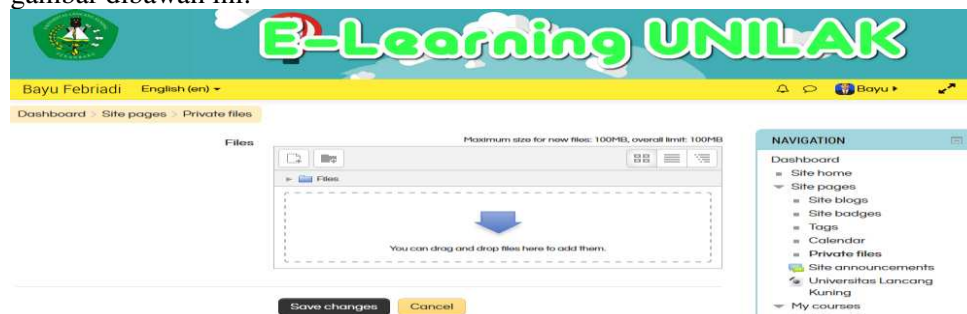 gambar dibawah ini:
E-Learning UNILAK
Bayu Febriadi English (en)
Bayu
Dashboard > Site pages > Private files
Files
Maximum size for new files: 100MB, overall limit: 100MB
Files
You can drag and drop files here to add them.
Save changes Cancel
NAVIGATION
Dashboard
Site home
Site pages
Site blogs
Site badges
Tags
Calendar
Private files
Site announcements
Universitas Lancang
Kuning
My courses